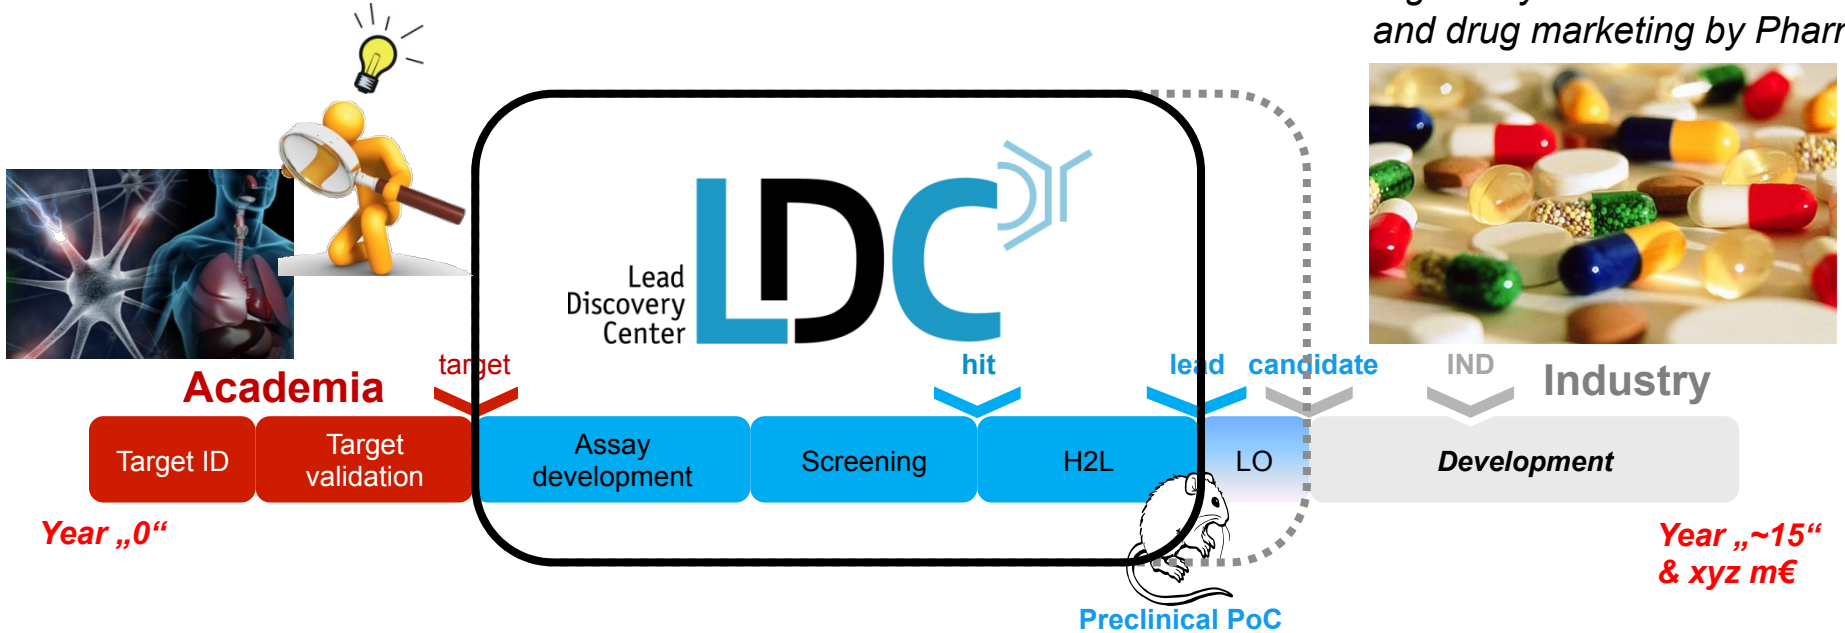 and drug marketing by
Lead
Discovery
Center
LDC
target
hit
lead
candidate
IND
Academia
Industry
Target ID
Target
validation
Assay
development
Screening
H2L
LO
Development
Year „0“
Year „~15“
& xyz m€
Preclinical PoC